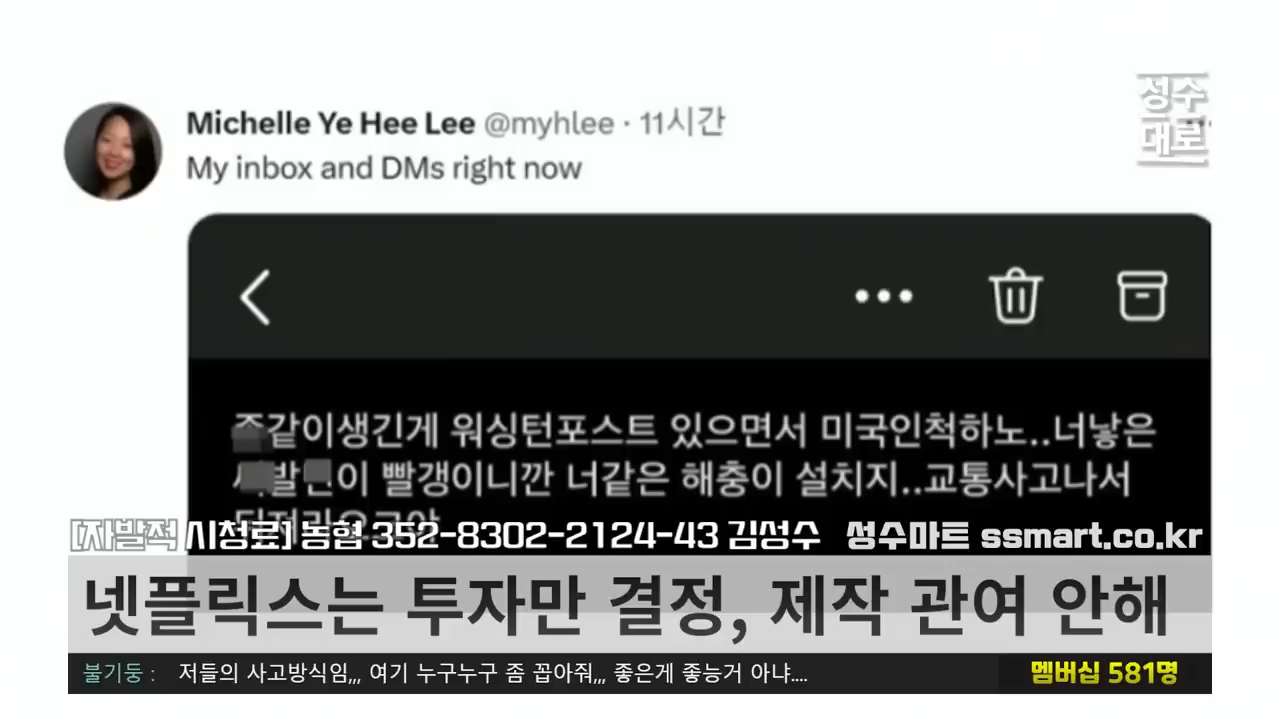 성수
대로
Michelle Ye Hee Lee @myhlee · 11시간
My inbox and DMs right now
같이생긴게 워싱턴포스트 있으면서 미국인척하노..너낳은
발 이 빨갱이니깐 너같은 해충이 설치지..교통사고나서
[자발적 시청료] 농협 352-8302-2124-43 김성수 성수마트 ssmart.co.kr
넷플릭스는 투자만 결정, 제작 관여 안해
불기둥 : 저들의 사고방식임,,, 여기 누구누구 좀 꼽아줘,,, 좋은게 좋능거 아냐.... 멤버십 581명